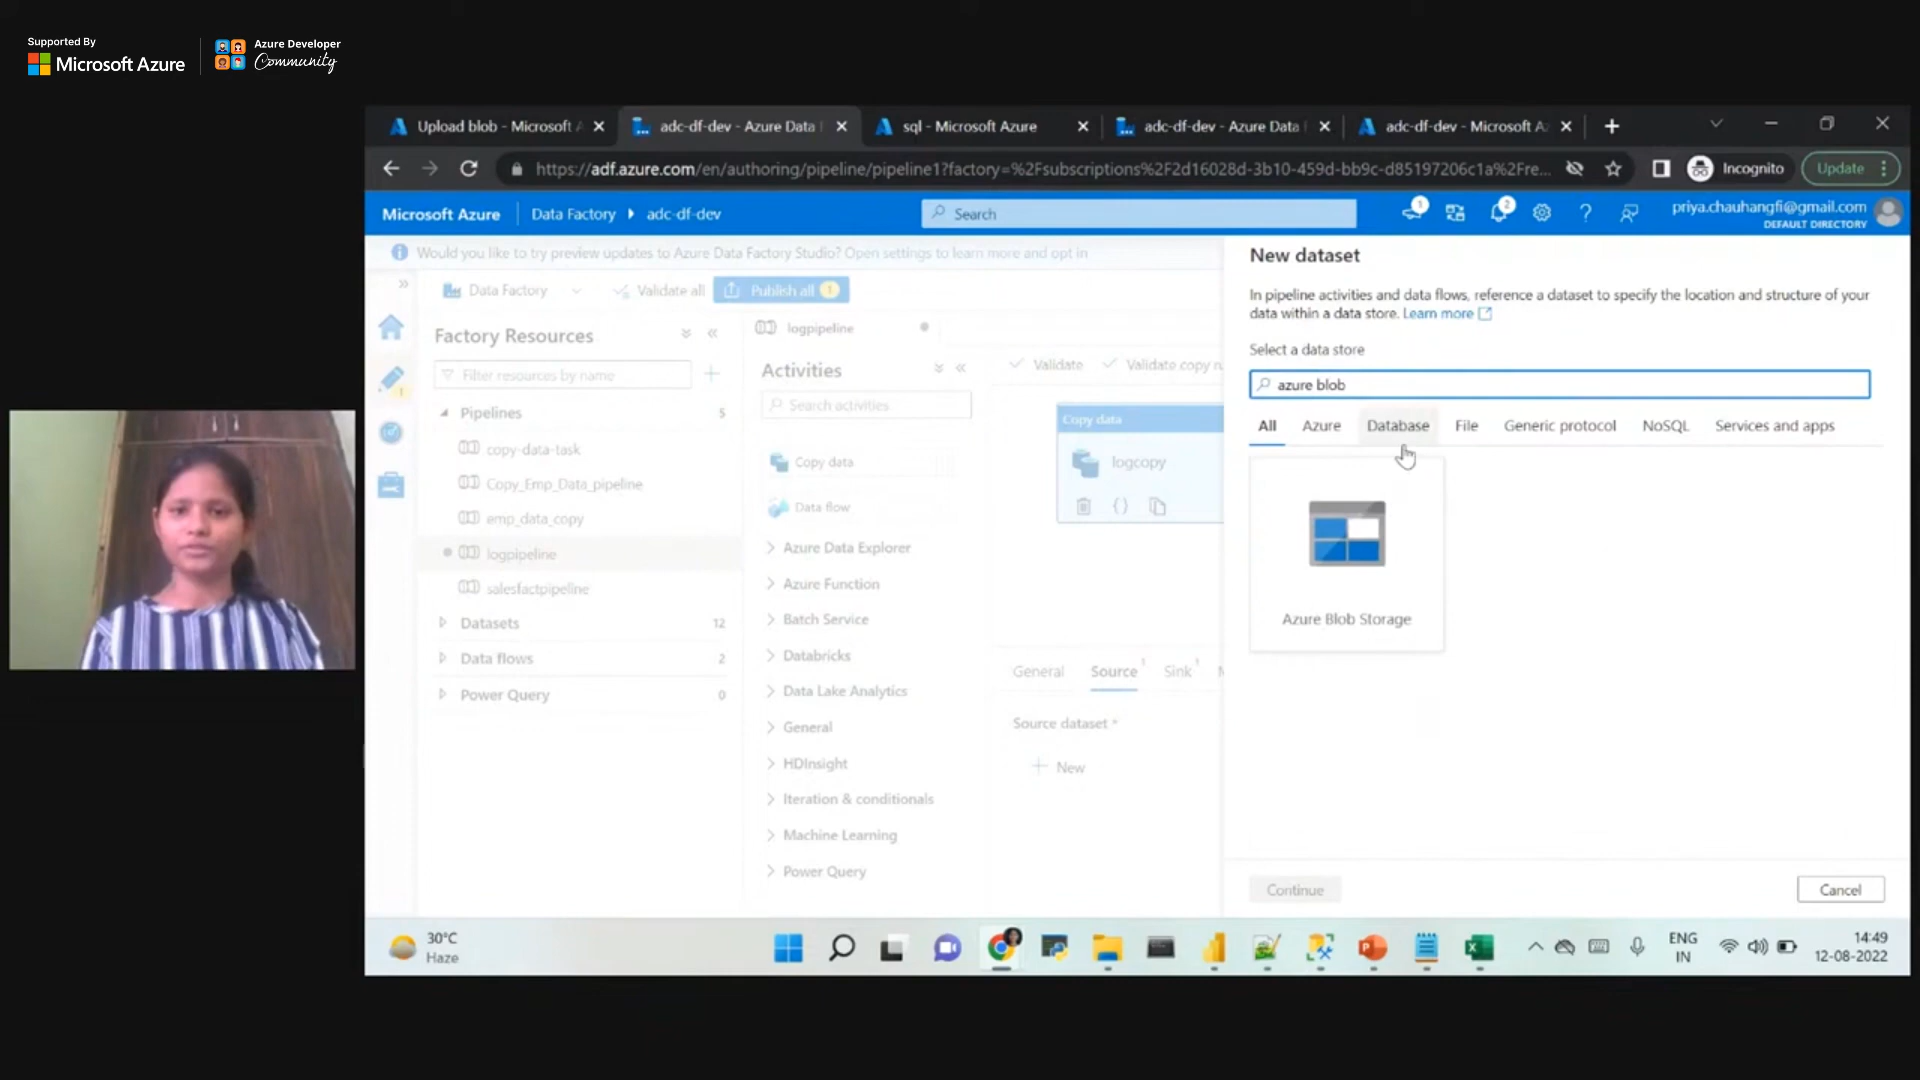 Supported By
Microsoft Azure
Azure Developer
Community
Upload blob - Microsoft A
adc-df-dev - Azure Data
sql - Microsoft Azure
adc-df-dev - Azure Data
adc-df-dev - Microsoft A
https://adf.azure.com/en/authoring/pipeline/pipeline1?factory=%2Fsubscriptions%2F2d16028d-3b10-459d-bb9c-d85197206c1a%2Fre...
Incognito
Update
Microsoft Azure
Data Factory
adc-df-dev
Search
1
2
priya.chauhangfi@gmail.com
DEFAULT DIRECTORY
Would you like to try preview updates to Azure Data Factory Studio? Open settings to learn more and opt in
Data Factory
Validate all
Publish all 1
Factory Resources
Filter resources by name
Pipelines 5
copy-data-task
Copy_Emp_Data_pipeline
emp_data_copy
logpipeline
salesfactpipeline
Datasets 12
Data flows 2
Power Query 0
logpipeline
Activities
Search activities
Copy data
Data flow
Azure Data Explorer
Azure Function
Batch Service
Databricks
Data Lake Analytics
General
HDInsight
Iteration & conditionals
Machine Learning
Power Query
Validate
Validate copy ru
Copy data
logcopy
General
Source 1
Sink 1
M
Source dataset *
New
New dataset
In pipeline activities and data flows, reference a dataset to specify the location and structure of your
data within a data store. Learn more
Select a data store
azure blob
All
Azure
Database
File
Generic protocol
NoSQL
Services and apps
Azure Blob Storage
Continue
Cancel
30°C
Haze
ENG
IN
14:49
12-08-2022